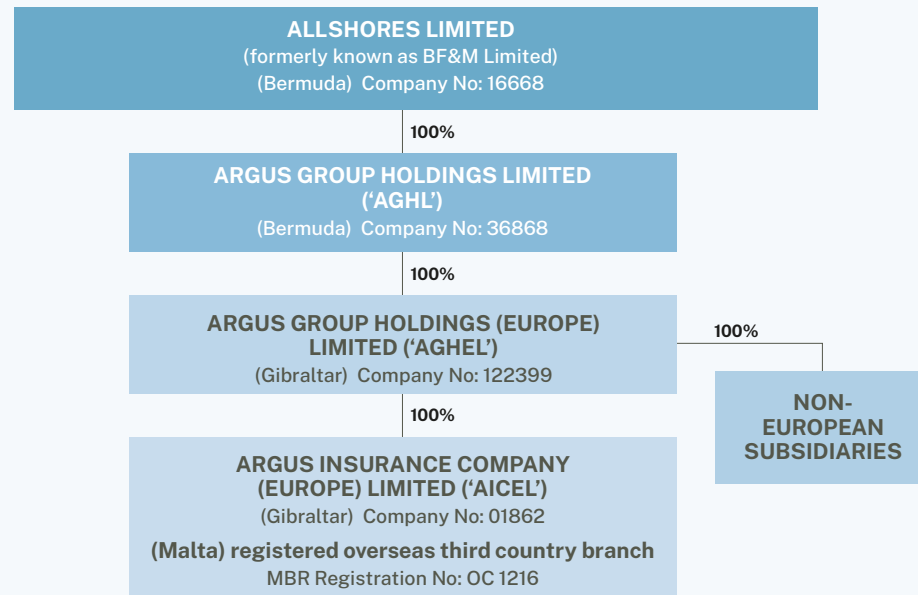 ALLSHORES LIMITED
(formerly known as BF&M Limited)
(Bermuda) Company No: 16668
100%
ARGUS GROUP HOLDINGS LIMITED
('AGHL')
(Bermuda) Company No: 36868
100%
ARGUS GROUP HOLDINGS (EUROPE)
LIMITED ('AGHEL')
(Gibraltar) Company No: 122399
100%
NON-
EUROPEAN
SUBSIDIARIES
100%
ARGUS INSURANCE COMPANY
(EUROPE) LIMITED ('AICEL')
(Gibraltar) Company No: 01862
(Malta) registered overseas third country branch
MBR Registration No: OC 1216